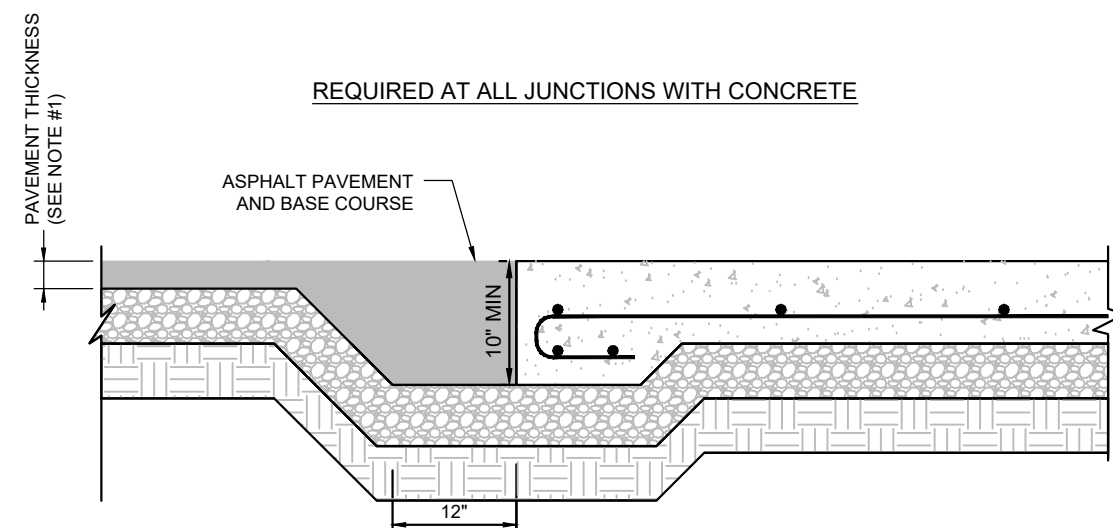 PAVEMENT THICKNESS
(SEE NOTE #1)
REQUIRED AT ALL JUNCTIONS WITH CONCRETE
ASPHALT PAVEMENT
AND BASE COURSE
10" MIN
12"